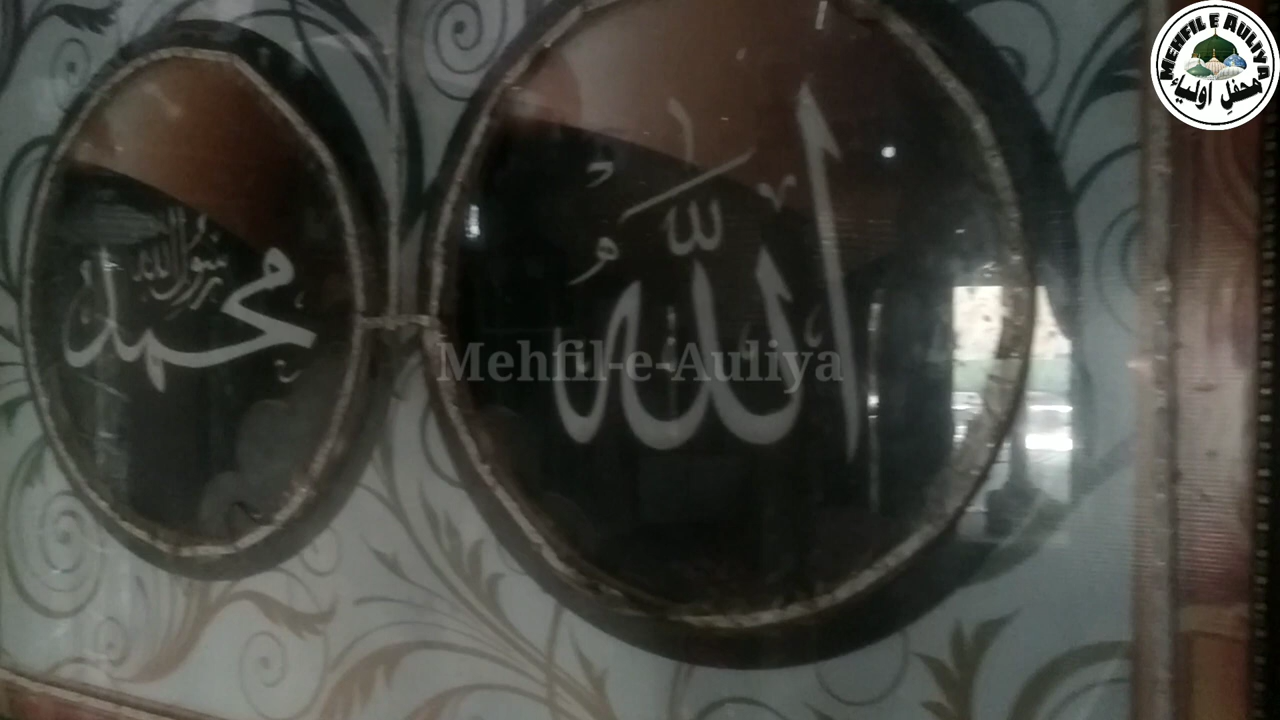 الله
محمد
رسول الله
Mehfil-e-Auliya
MEHFIL E AULIYA
محفل اولیاء